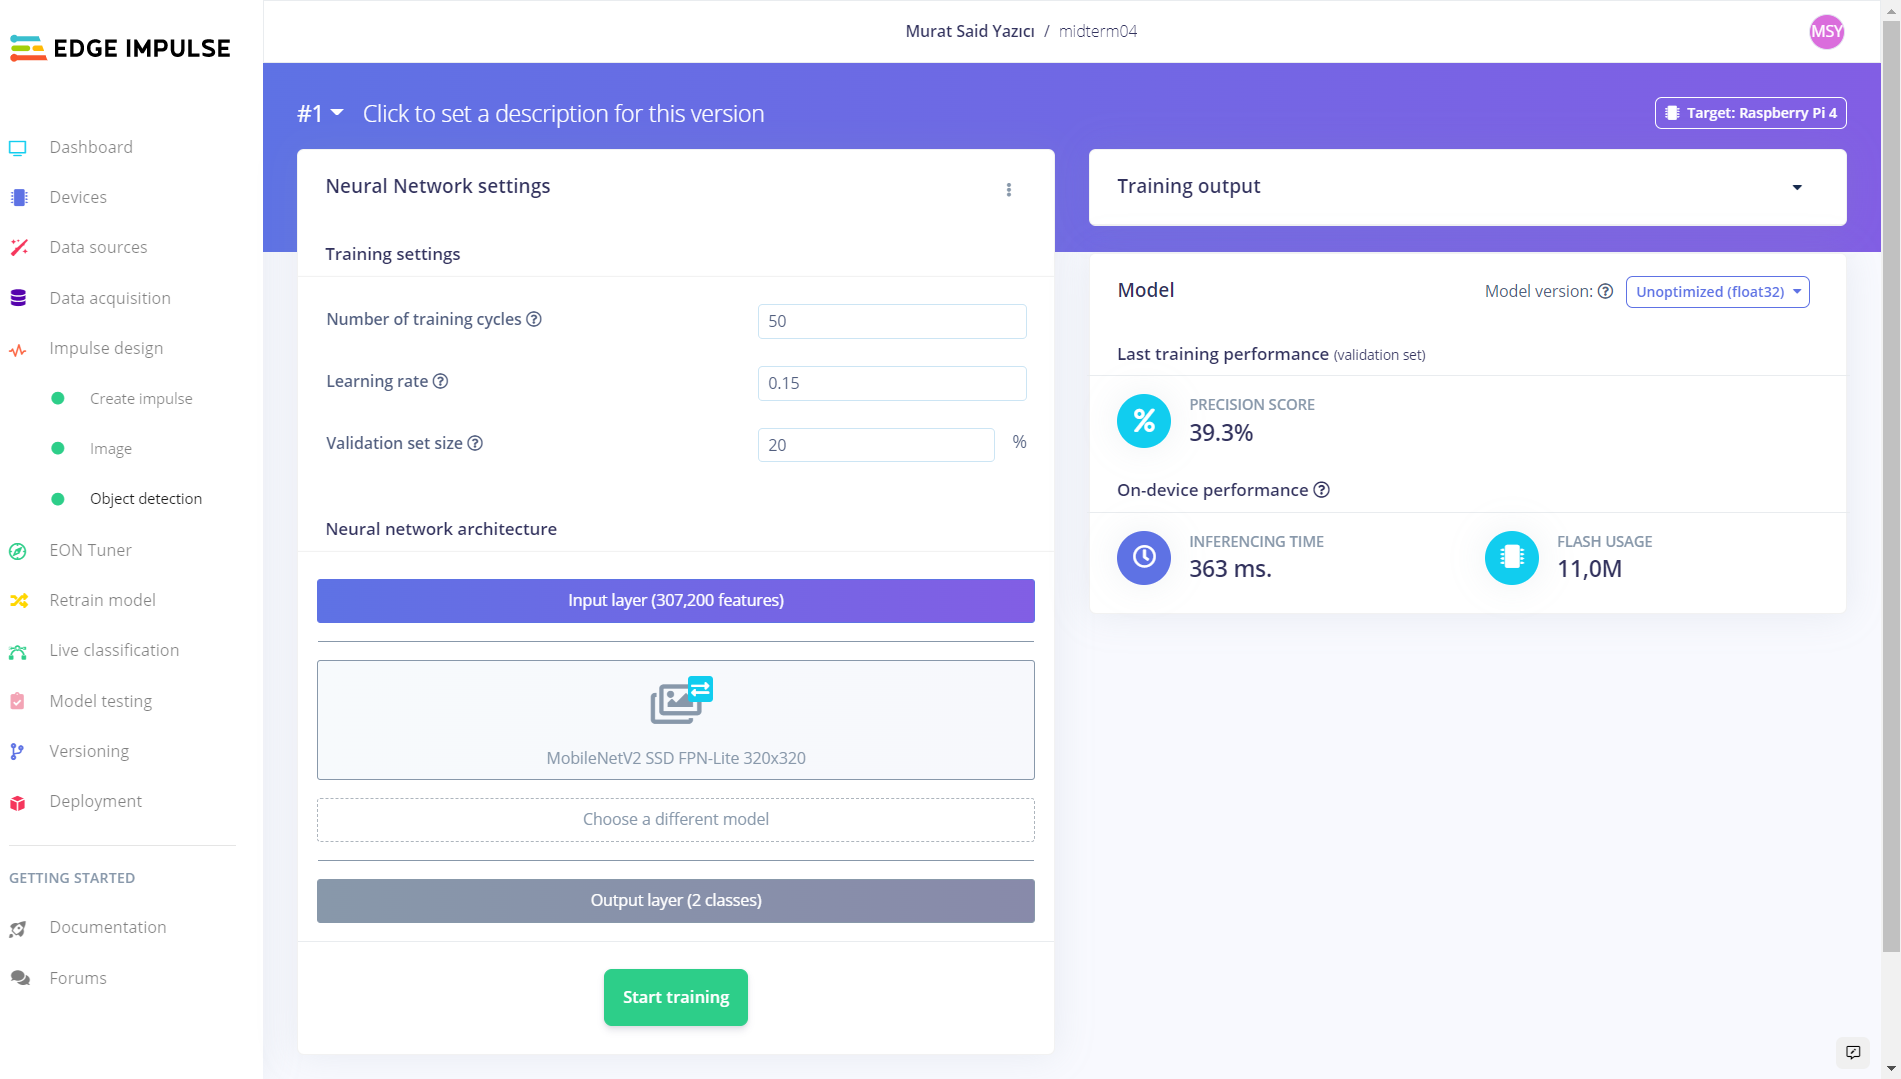 EDGE IMPULSE
Murat Said Yazıcı / midterm04
MSY
Dashboard
Devices
Data sources
Data acquisition
Impulse design
Create impulse
Image
Object detection
EON Tuner
Retrain model
Live classification
Model testing
Versioning
Deployment
GETTING STARTED
Documentation
Forums
#1 Click to set a description for this version
Target: Raspberry Pi 4
Neural Network settings
Training settings
Number of training cycles ?
50
Learning rate ?
0.15
Validation set size ?
20 %
Neural network architecture
Input layer (307,200 features)
MobileNetV2 SSD FPN-Lite 320x320
Choose a different model
Output layer (2 classes)
Start training
Training output
Model
Model version: ? Unoptimized (float32)
Last training performance (validation set)
%
PRECISION SCORE
39.3%
On-device performance ?
INFERENCING TIME
363 ms.
FLASH USAGE
11,0M